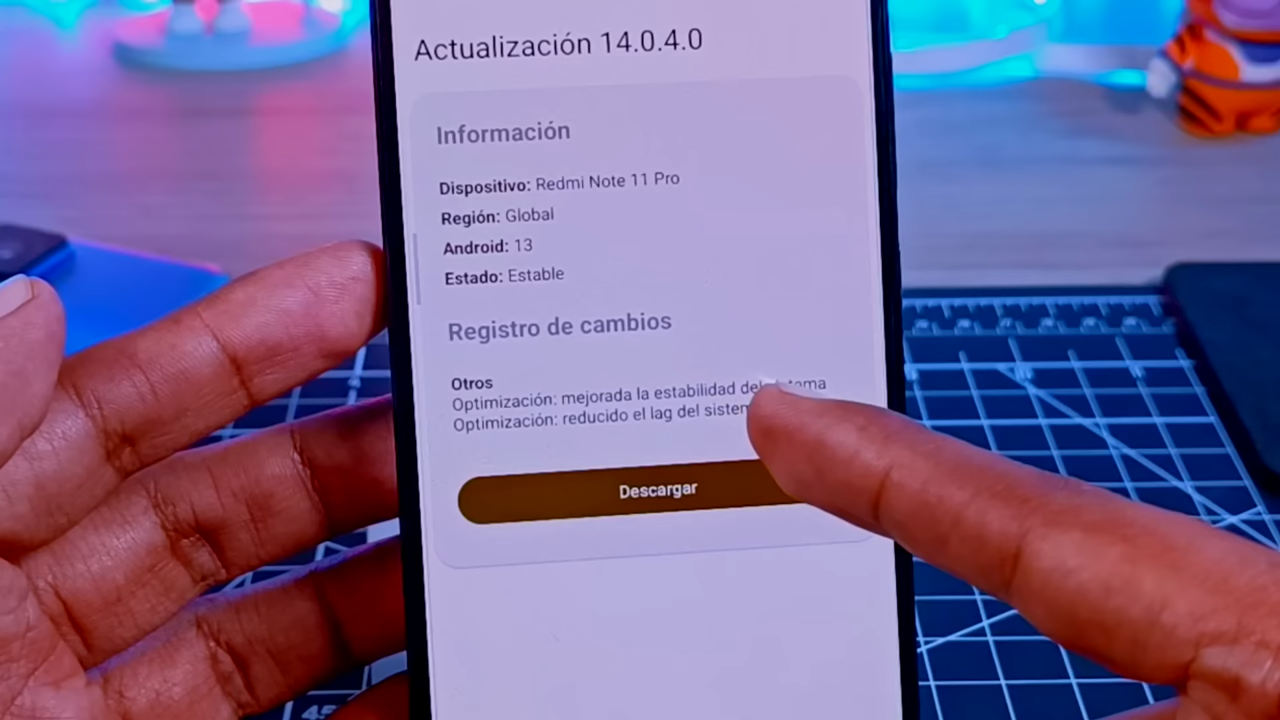 Actualización 14.0.4.0
Información
Dispositivo: Redmi Note 11 Pro
Región: Global
Android: 13
Estado: Estable
Registro de cambios
Otros
Optimización: mejorada la estabilidad del
Optimización: reducido el lag del
Descargar
45